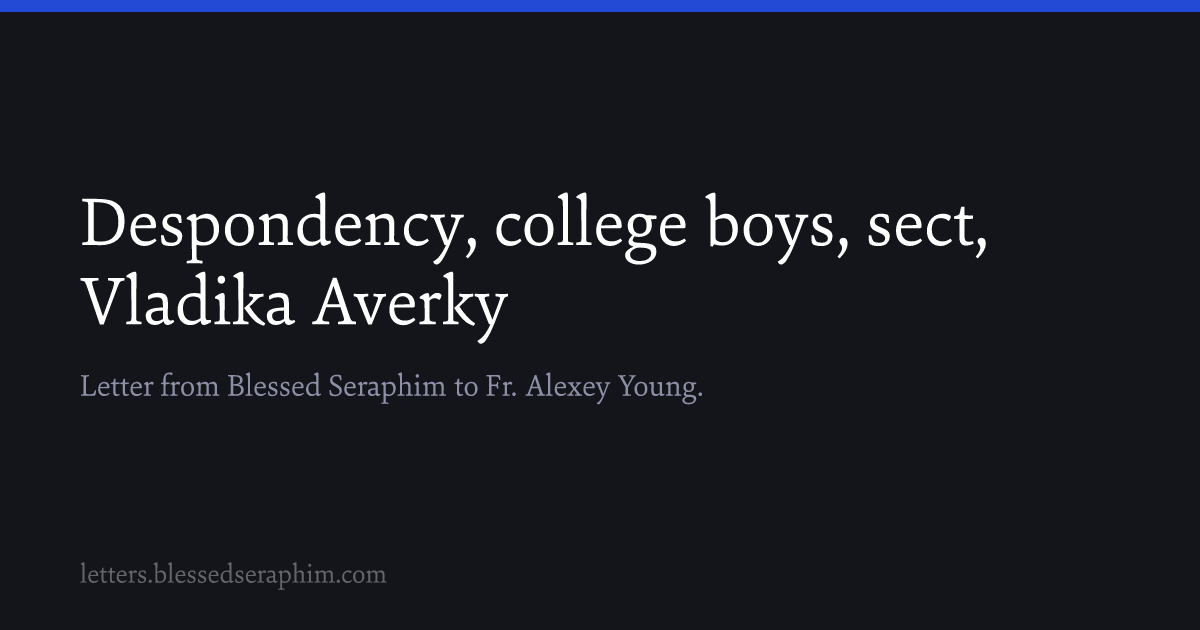 Despondency, college boys, sect,
Vladika Averky
Letter from Blessed Seraphim to Fr. Alexey Young.
letters.blessedseraphim.com